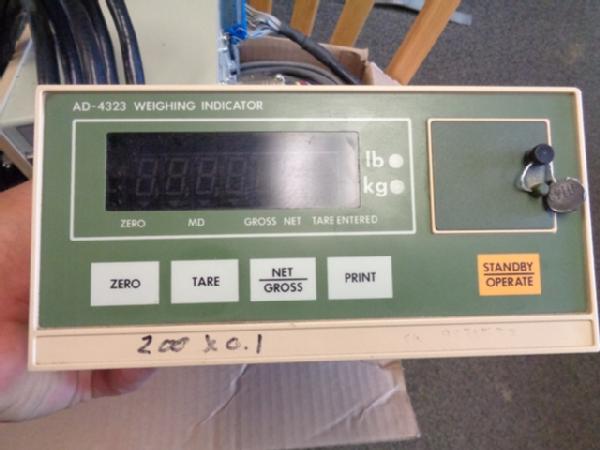 AD-4323 WEIGHING INDICATOR
lb
kg
ZERO MD GROSS NET TARE ENTERED
ZERO
TARE
NET
GROSS
PRINT
STANDBY
OPERATE
200 x 0.1